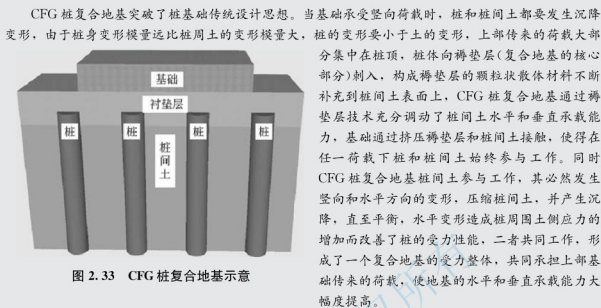 CFG 桩复合地基突破了桩基础传统设计思想。当基础承受竖向荷载时，桩和桩间土都要发生沉降
变形，由于桩身变形模量远比桩周土的变形模量大，桩的变形要小于土的变形，上部传来的荷载大部
分集中在桩顶，桩体向褥垫层(复合地基的核心
部分)刺入，构成褥垫层的颗粒状散体材料不断
补充到桩间土表面上，CFG 桩复合地基通过褥
垫层技术充分调动了桩间土水平和垂直承载能
力，基础通过挤压褥垫层和桩间土接触，使得在
任一荷载下桩和桩间土始终参与工作。同时
CFG 桩复合地基桩间土参与工作，其必然发生
竖向和水平方向的变形，压缩桩间土，并产生沉
降，直至平衡，水平变形造成桩周围土侧应力的
增加而改善了桩的受力性能，二者共同工作，形
成了一个复合地基的受力整体，共同承担上部基
础传来的荷载，使地基的水平和垂直承载能力大
幅度提高。
基础
衬垫层
桩
桩
桩间土
桩
桩
图 2.33 CFG 桩复合地基示意